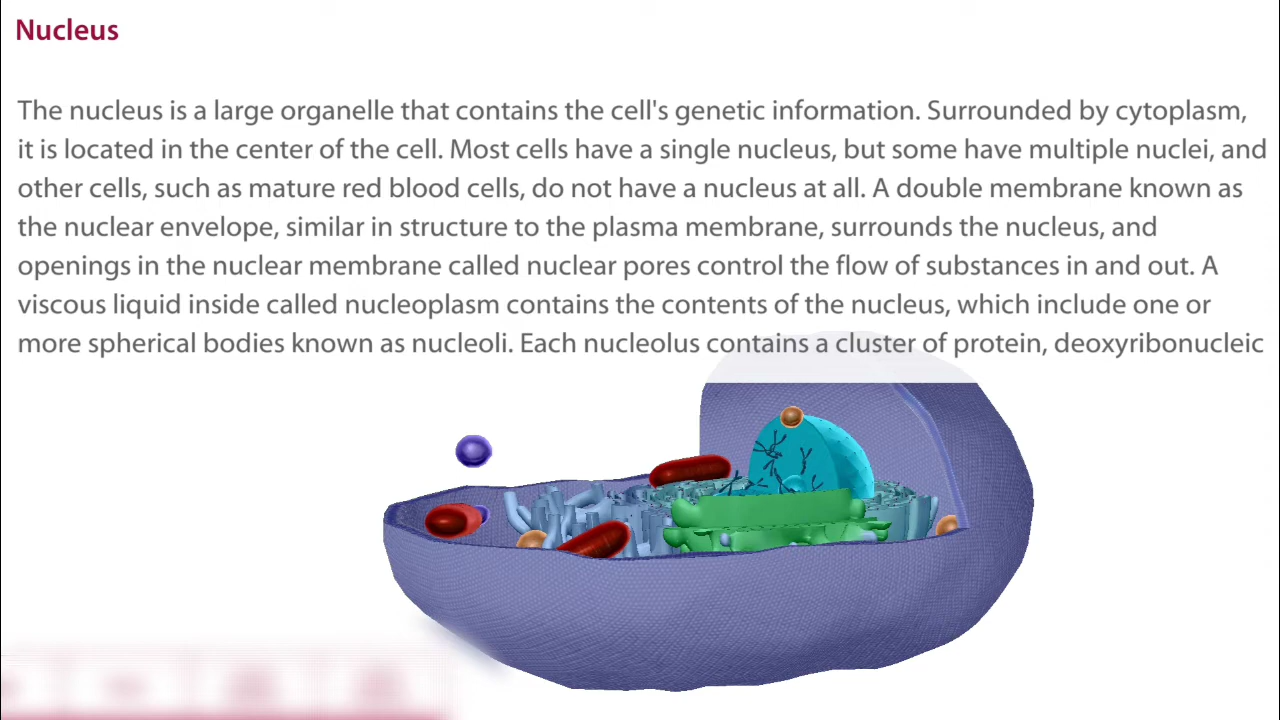 Nucleus
The nucleus is a large organelle that contains the cell's genetic information. Surrounded by cytoplasm,
it is located in the center of the cell. Most cells have a single nucleus, but some have multiple nuclei, and
other cells, such as mature red blood cells, do not have a nucleus at all. A double membrane known as
the nuclear envelope, similar in structure to the plasma membrane, surrounds the nucleus, and
openings in the nuclear membrane called nuclear pores control the flow of substances in and out. A
viscous liquid inside called nucleoplasm contains the contents of the nucleus, which include one or
more spherical bodies known as nucleoli. Each nucleolus contains a cluster of protein, deoxyribonucleic